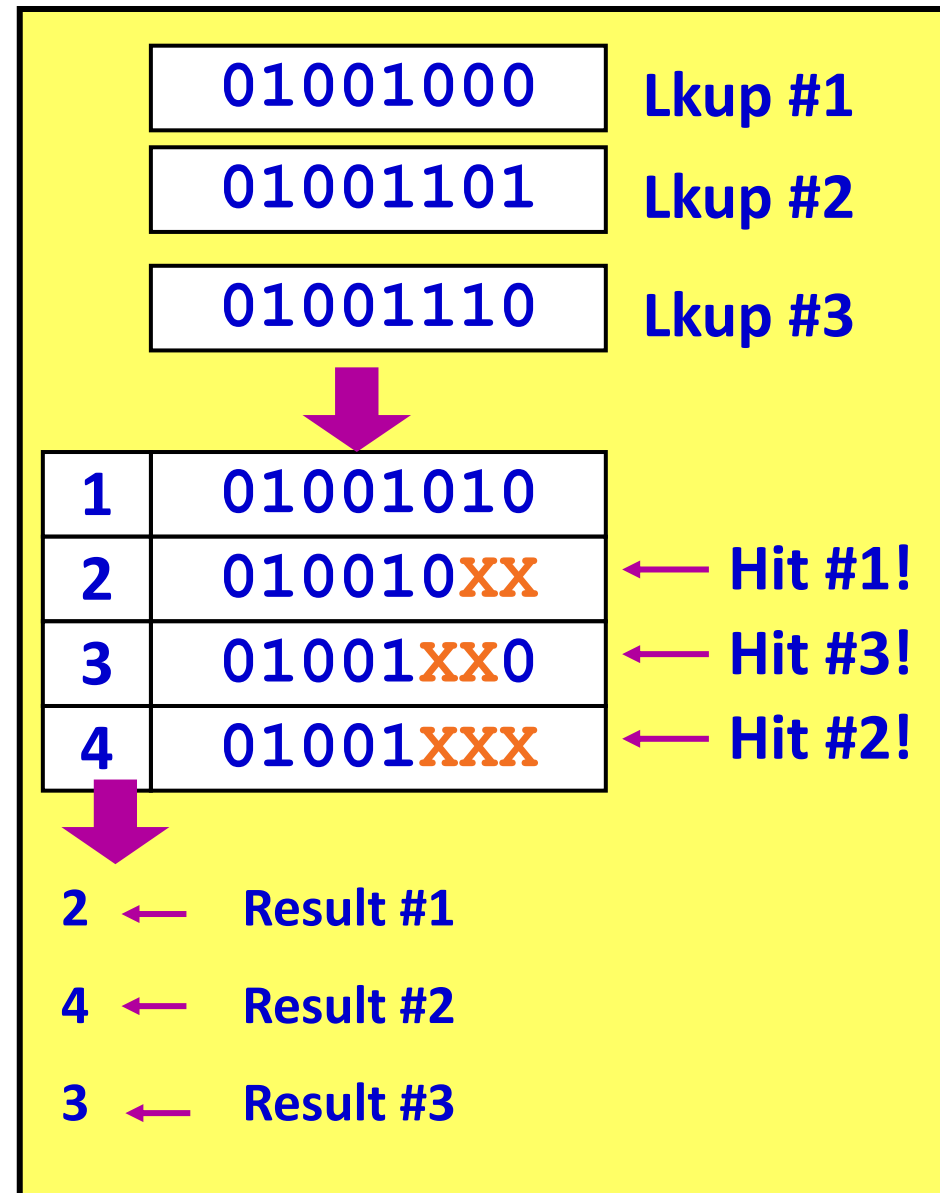 01001000 Lkup #1
01001101 Lkup #2
01001110 Lkup #3
1 01001010
2 010010XX Hit #1!
3 01001XX0 Hit #3!
4 01001XXX Hit #2!
2 Result #1
4 Result #2
3 Result #3